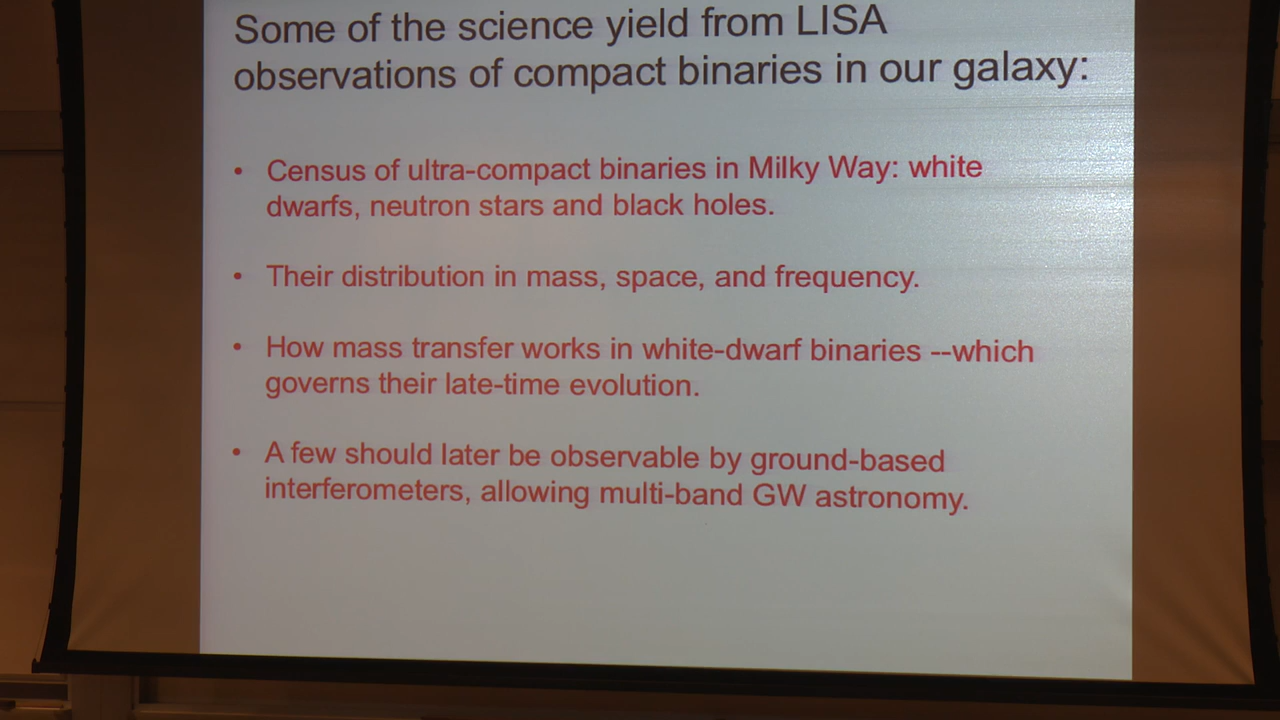 Some of the science yield from LISA
observations of compact binaries in our galaxy:
• Census of ultra-compact binaries in Milky Way: white
dwarfs, neutron stars and black holes.
• Their distribution in mass, space, and frequency.
• How mass transfer works in white-dwarf binaries --which
governs their late-time evolution.
• A few should later be observable by ground-based
interferometers, allowing multi-band GW astronomy.